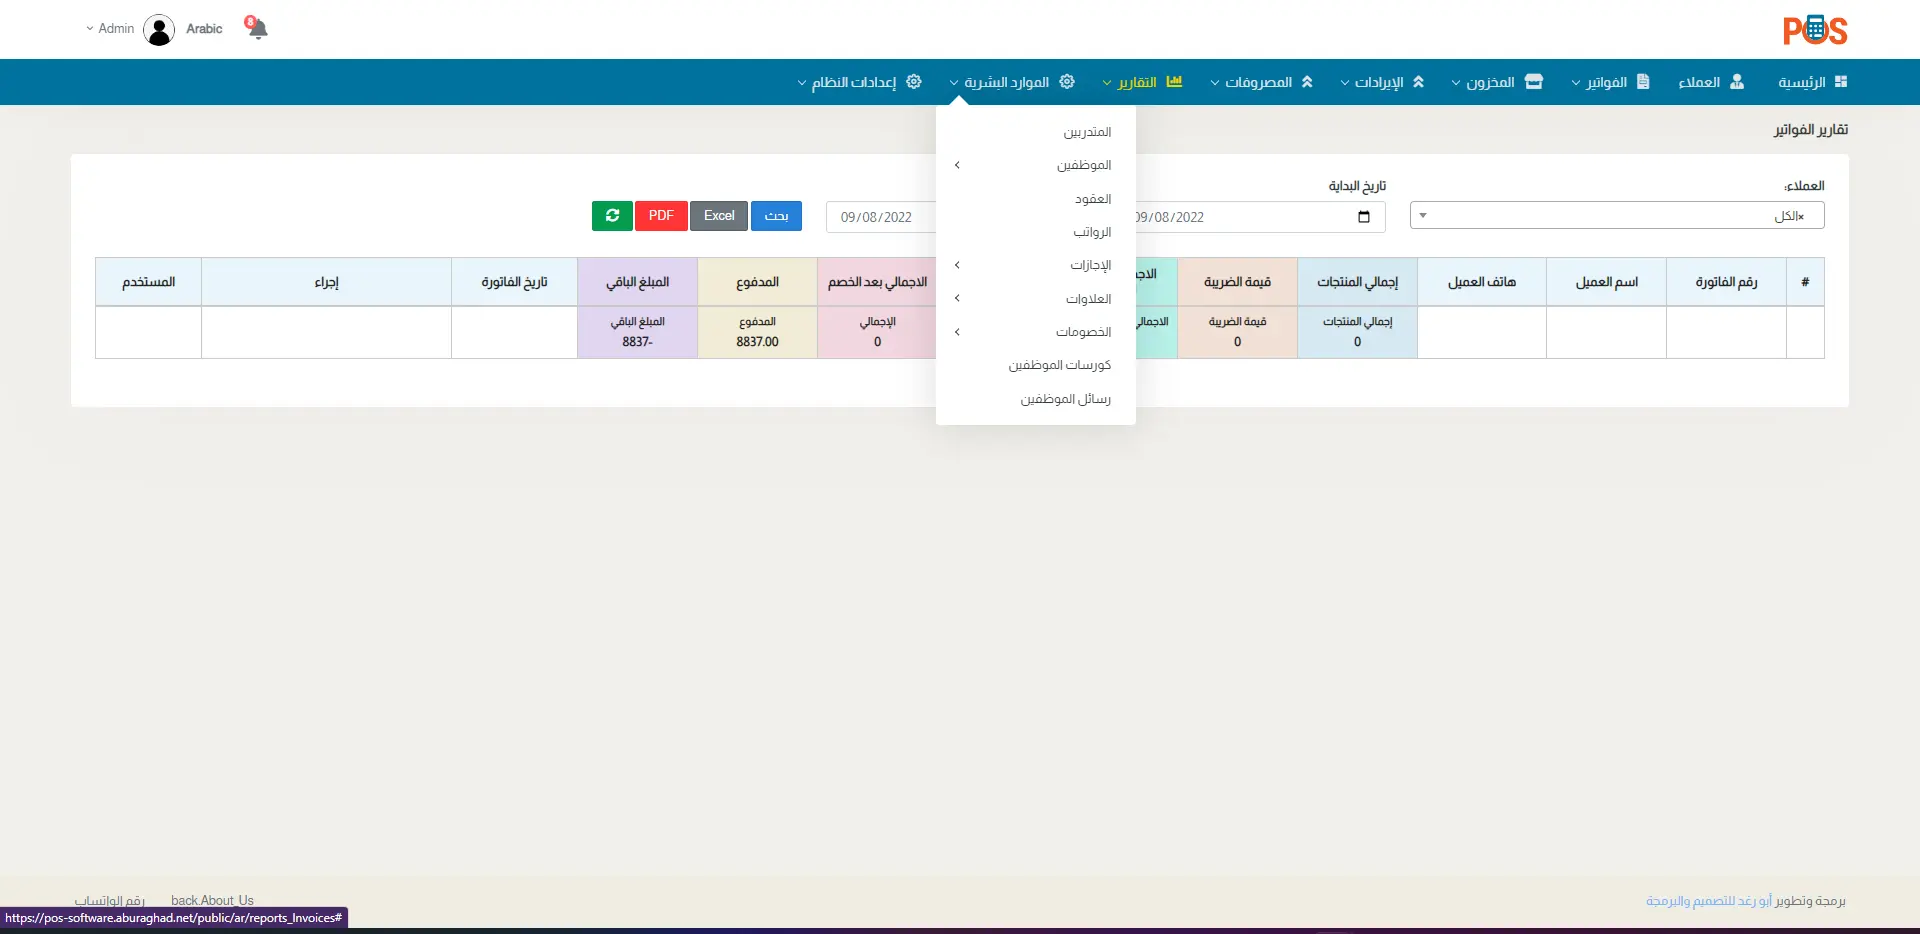 POS
Arabic
Admin
8
الرئيسية
العملاء
الفواتير
المخزون
الإيرادات
المصروفات
التقارير
الموارد البشرية
إعدادات النظام
تقارير الفواتير
المتدربين
الموظفين
العقود
الرواتب
الإجازات
العلاوات
الخصومات
كورسات الموظفين
رسائل الموظفين
العملاء:
×الكل
تاريخ البداية
09/08/2022
09/08/2022
بحث
Excel
PDF
#
رقم الفاتورة
اسم العميل
هاتف العميل
إجمالي المنتجات
قيمة الضريبة
الاجمالي بعد الخصم
المدفوع
المبلغ الباقي
تاريخ الفاتورة
إجراء
المستخدم
إجمالي المنتجات
0
قيمة الضريبة
0
الإجمالي
0
المدفوع
8837.00
المبلغ الباقي
8837-
برمجة وتطوير أبو رغد للتصميم والبرمجة
back.About_Us
رقم الواتساب
https://pos-software.aburaghad.net/public/ar/reports_Invoices#